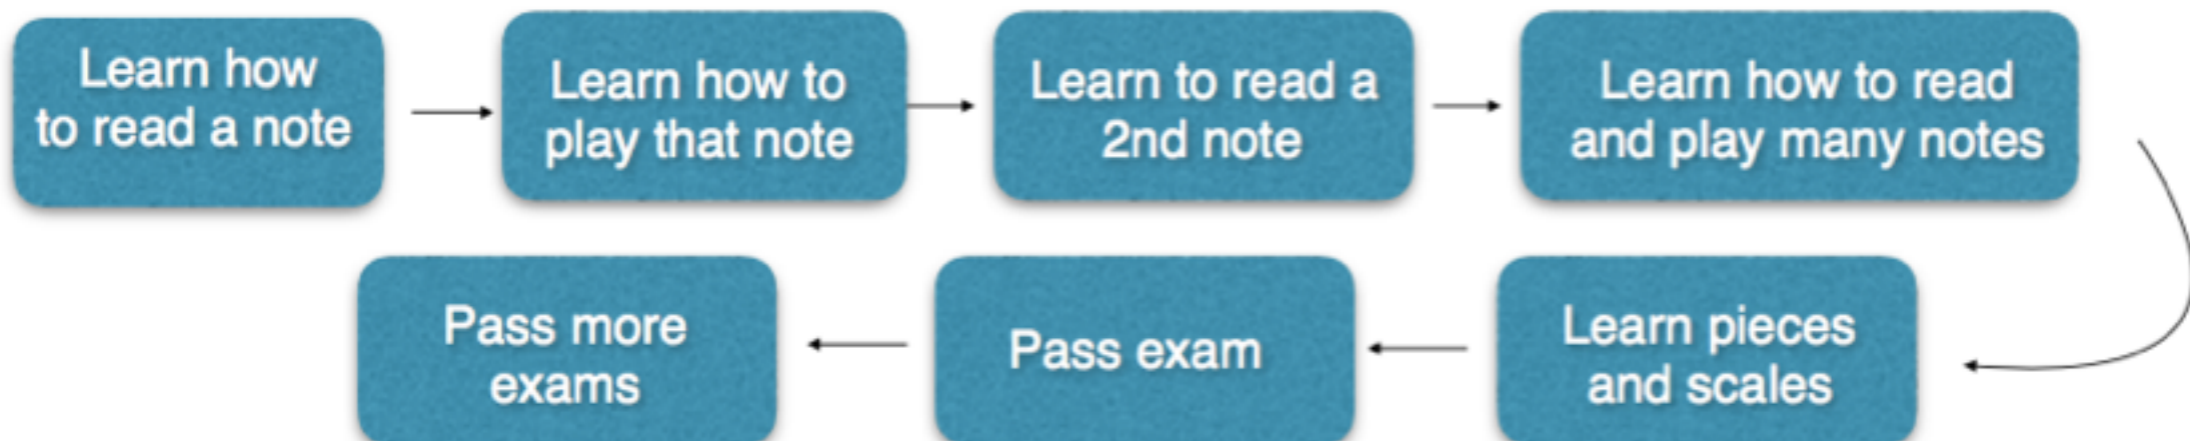 Learn how
to read a note
Learn how to
play that note
Learn to read a
2nd note
Learn how to read
and play many notes
Learn pieces
and scales
Pass exam
Pass more
exams